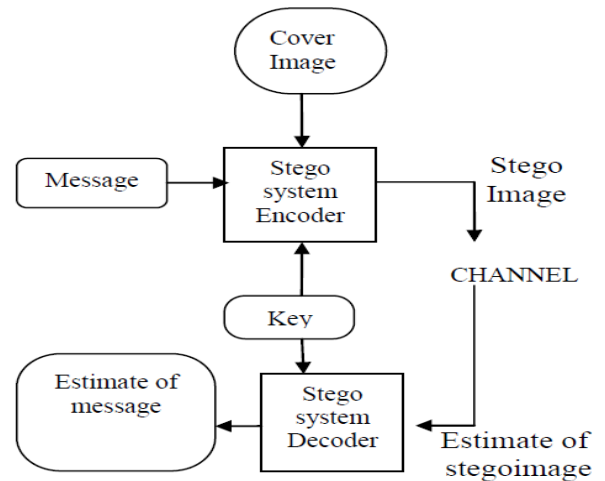 Cover
Image
Message
Stego
system
Encoder
Stego
Image
CHANNEL
Key
Estimate of
message
Stego
system
Decoder
Estimate of
stegoimage